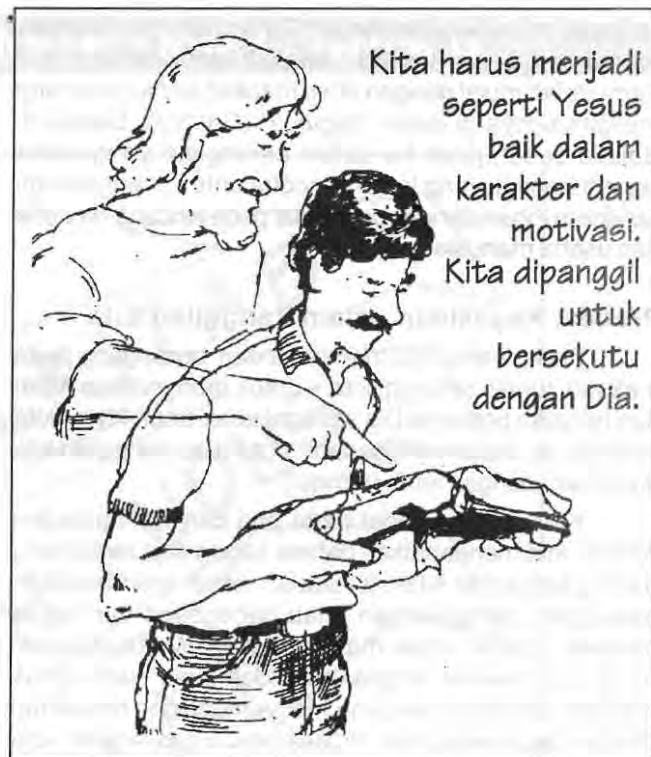 Kita harus menjadi
seperti Yesus
baik dalam
karakter dan
motivasi.
Kita dipanggil
untuk
bersekutu
dengan Dia.